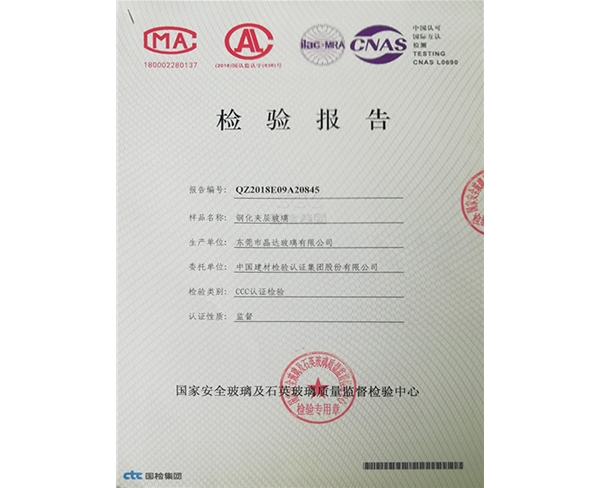 MA
180002280137
AL
(2018)国认监认字(638)号
ilac-MRA
CNAS
中国认可
国际互认
检测
TESTING
CNAS L0690
检验报告
报告编号: QZ2018E09A20845
样品名称: 钢化夹层玻璃
生产单位: 东莞市晶达玻璃有限公司
委托单位: 中国建材检验认证集团股份有限公司
检验类别: CCC认证检验
认证性质: 监督
国家安全玻璃及石英玻璃质量监督检验中心
检验专用章
ctc 国检集团